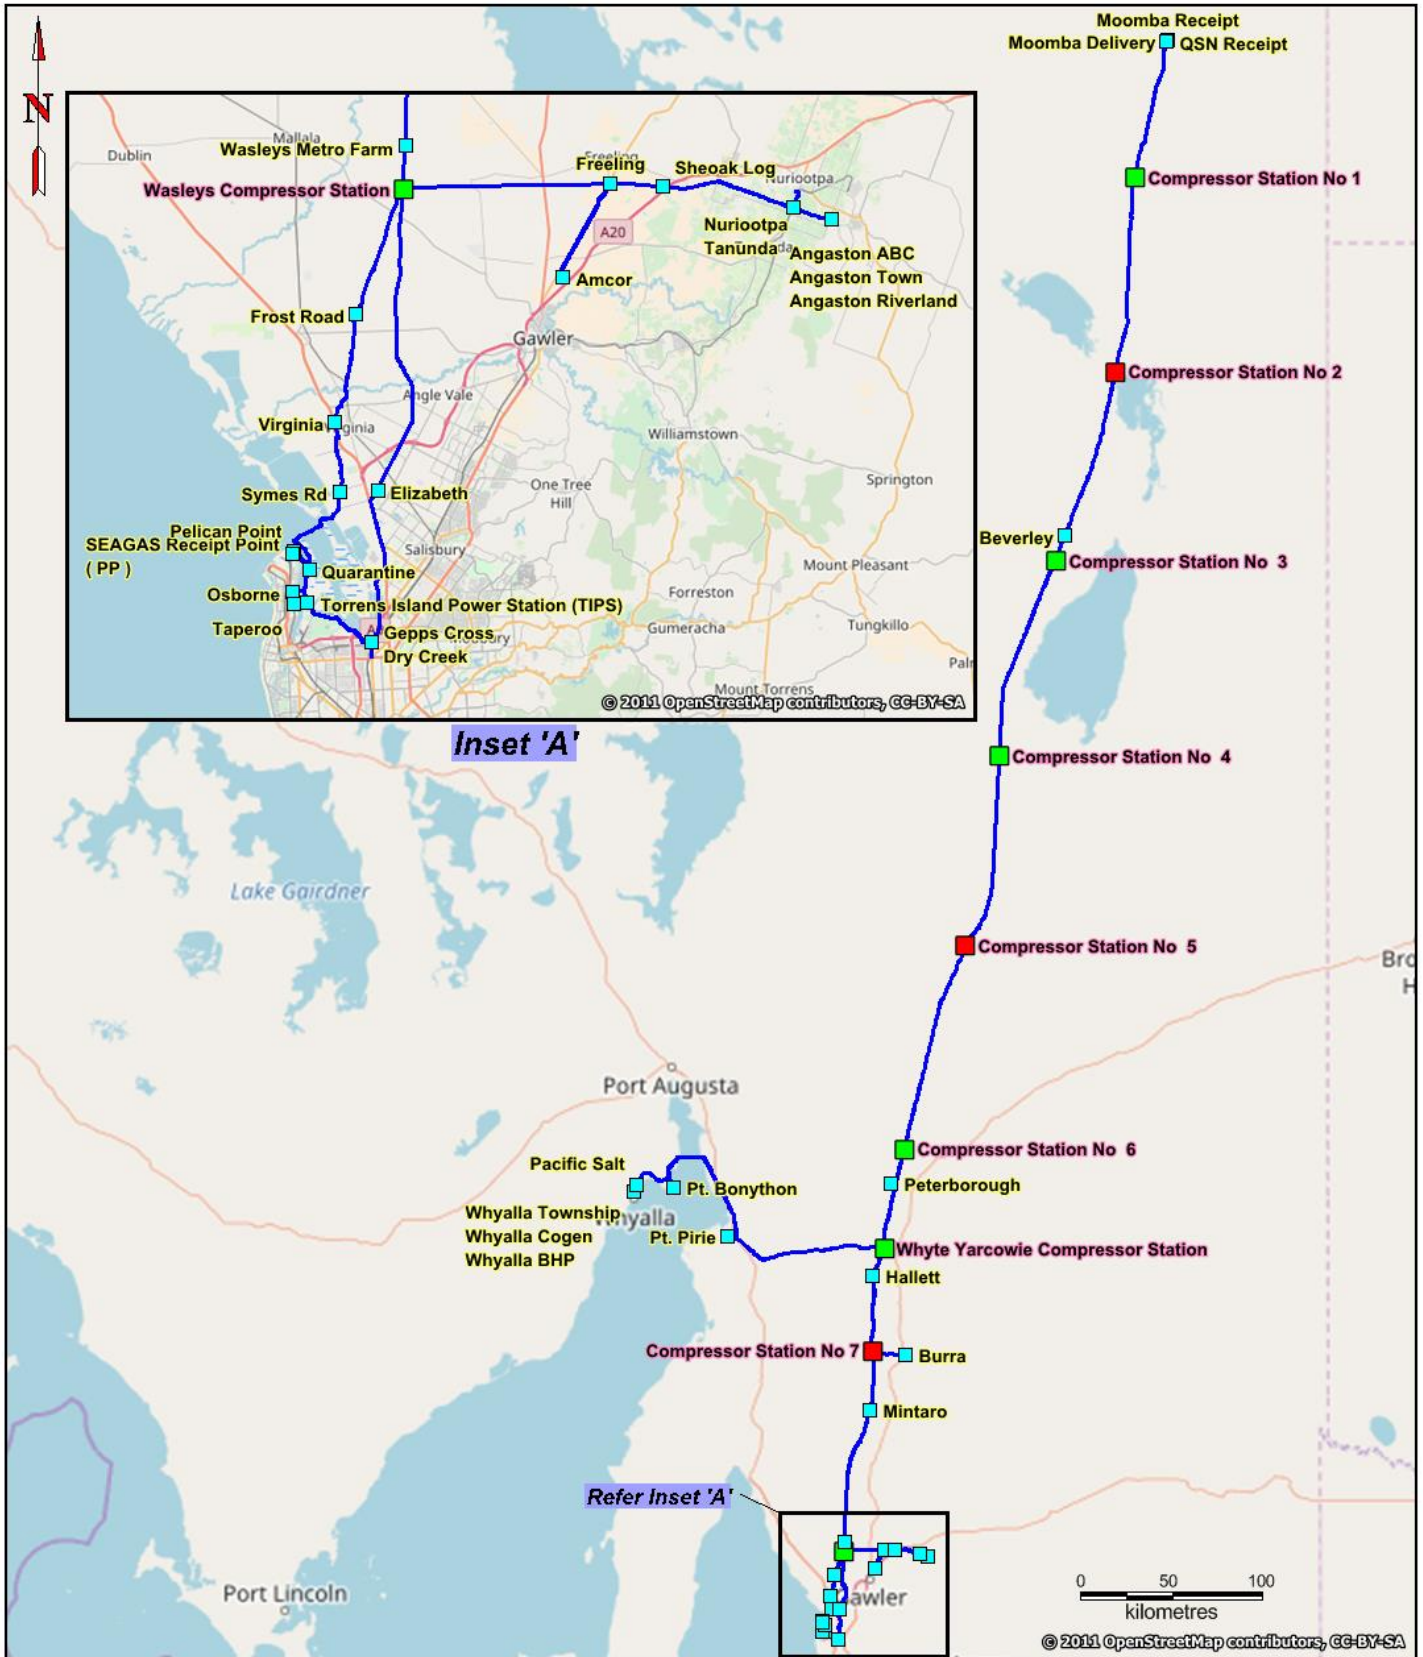 Moomba Receipt
Moomba Delivery
QSN Receipt
N
Compressor Station No 1
Compressor Station No 2
Beverley
Compressor Station No 3
Compressor Station No 4
Compressor Station No 5
Compressor Station No 6
Peterborough
Whyte Yarcowie Compressor Station
Hallett
Compressor Station No 7
Burra
Mintaro
Lake Gairdner
Port Augusta
Pacific Salt
Pt. Bonython
Whyalla Township
Whyalla
Whyalla Cogen
Pt. Pirie
Whyalla BHP
Port Lincoln
Refer Inset 'A'
Gawler
0 50 100
kilometres
© 2011 OpenStreetMap contributors, CC-BY-SA
Mallala
Dublin
Wasleys Metro Farm
Wasleys Compressor Station
Freeling
Freeling
Sheoak Log
Nuriootpa
A20
Nuriootpa
Tanunda
Angaston ABC
Angaston Town
Angaston Riverland
Amcor
Frost Road
Gawler
Angle Vale
Virginia
Williamstown
Symes Rd
Elizabeth
One Tree
Hill
Springton
Pelican Point
SEAGAS Receipt Point
( PP )
Salisbury
Quarantine
Mount Pleasant
Osborne
Torrens Island Power Station (TIPS)
Forreston
Taperoo
Gepps Cross
Dry Creek
Gumeracha
Tungkillo
Mount Torrens
© 2011 OpenStreetMap contributors, CC-BY-SA
Inset 'A'